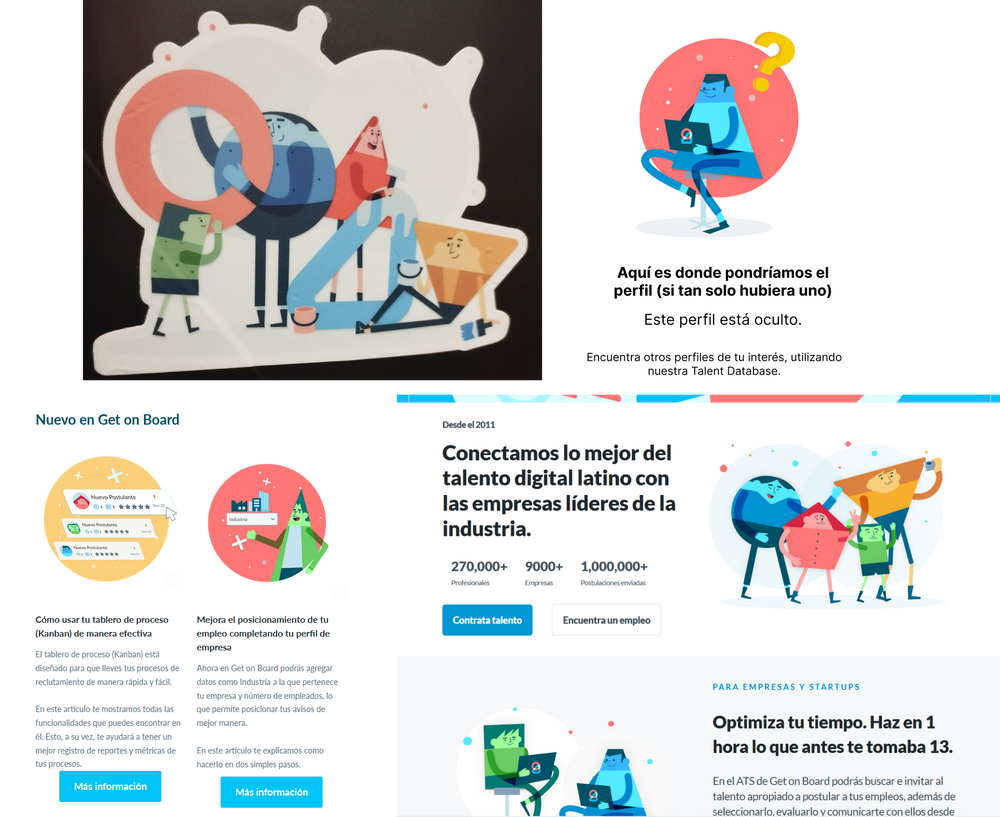 Aquí es donde pondríamos el
perfil (si tan solo hubiera uno)
Este perfil está oculto.
Encuentra otros perfiles de tu interés, utilizando
nuestra Talent Database.
Nuevo en Get on Board
Nuevo Postulante
Nuevo Postulante
Nuevo Postulante
Industria
Cómo usar tu tablero de proceso
(Kanban) de manera efectiva
El tablero de proceso (Kanban) está
diseñado para que lleves tus procesos de
reclutamiento de manera rápida y fácil.
En este artículo te mostramos todas las
funcionalidades que puedes encontrar en
él. Esto, a su vez, te ayudará a tener un
mejor registro de reportes y métricas de
tus procesos.
Más información
Mejora el posicionamiento de tu
empleo completando tu perfil de
empresa
Ahora en Get on Board podrás agregar
datos como Industria a la que pertenece
tu empresa y número de empleados, lo
que permite posicionar tus avisos de
mejor manera.
En este artículo te explicamos como
hacerlo en dos simples pasos.
Más información
Desde el 2011
Conectamos lo mejor del
talento digital latino con
las empresas líderes de la
industria.
270,000+ 9000+ 1,000,000+
Profesionales Empresas Postulaciones enviadas
Contrata talento Encuentra un empleo
PARA EMPRESAS Y STARTUPS
Optimiza tu tiempo. Haz en 1
hora lo que antes te tomaba 13.
En el ATS de Get on Board podrás buscar e invitar al
talento apropiado a postular a tus empleos, además de
seleccionarlo, evaluarlo y comunicarte con ellos desde